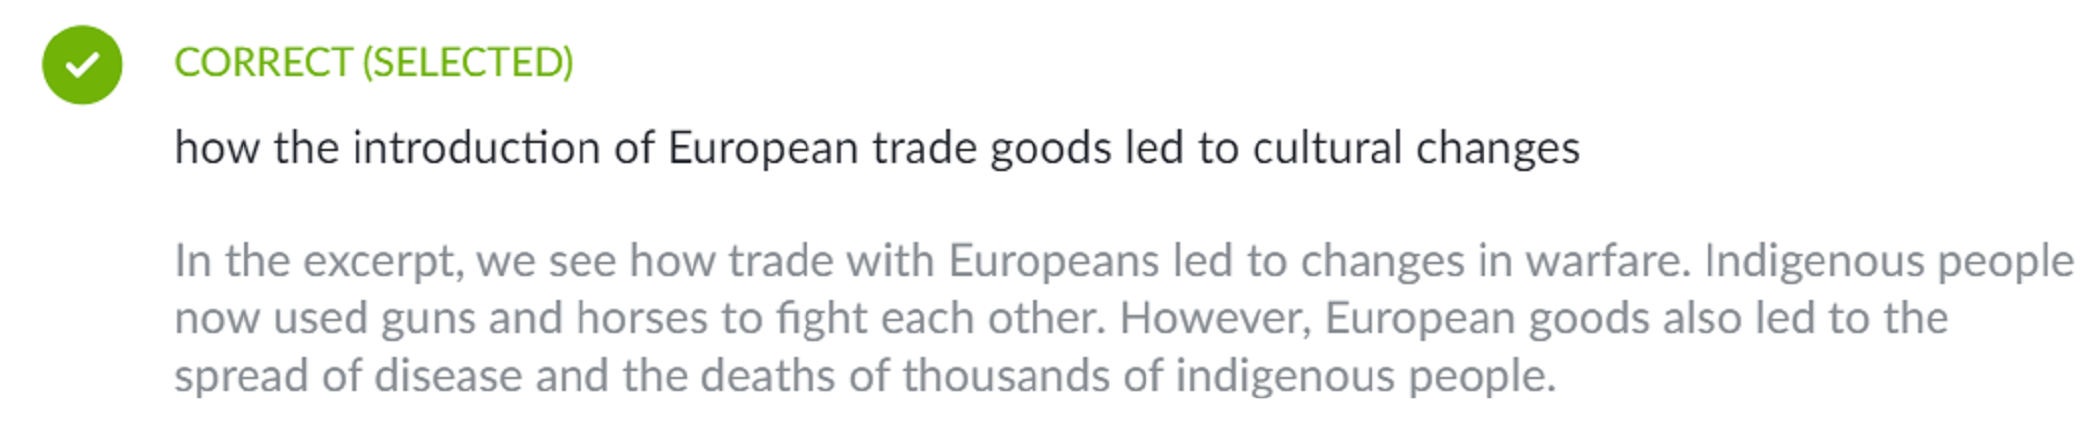 CORRECT (SELECTED)
how the introduction of European trade goods led to cultural changes
In the excerpt, we see how trade with Europeans led to changes in warfare. Indigenous people
now used guns and horses to fight each other. However, European goods also led to the
spread of disease and the deaths of thousands of indigenous people.